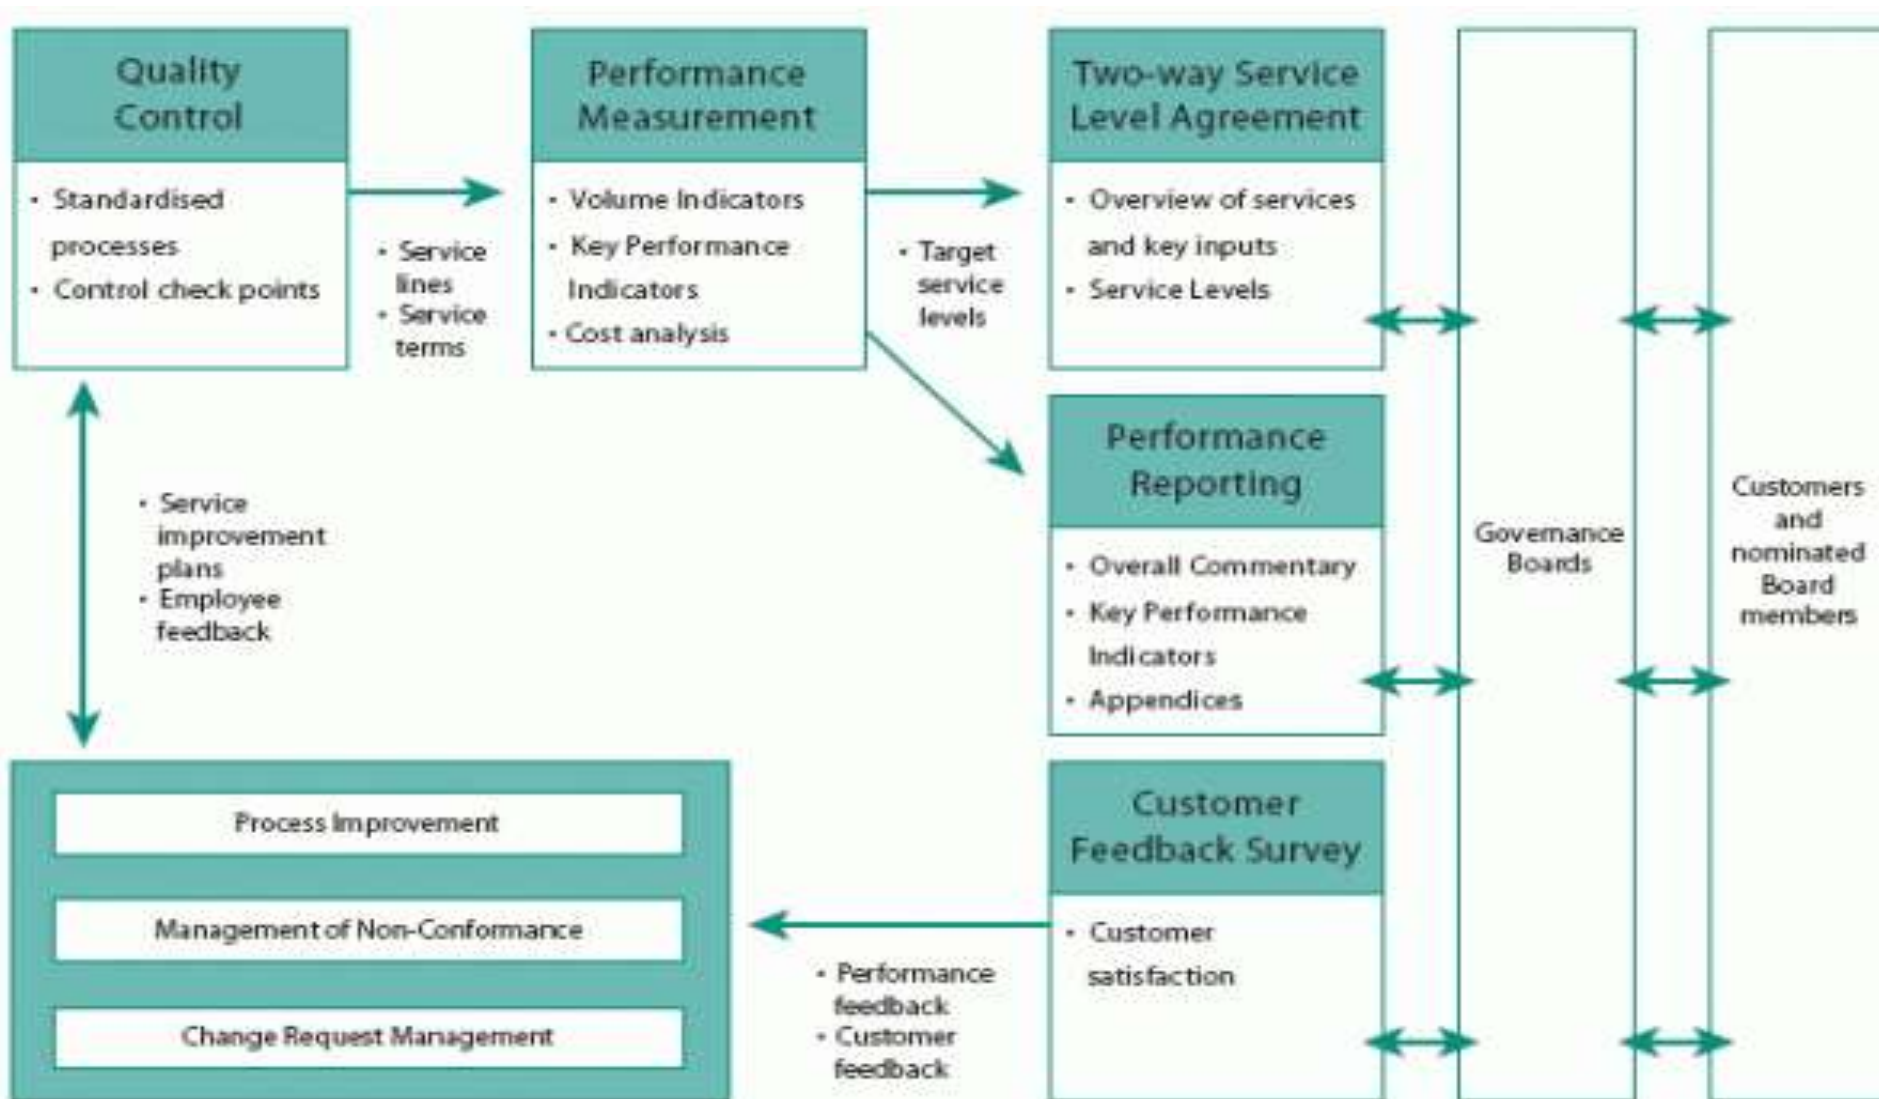 Quality
Control
• Standardised
processes
• Control check points
• Service
lines
• Service
terms
Performance
Measurement
• Volume Indicators
• Key Performance
Indicators
• Cost analysis
• Target
service
levels
Two-way Service
Level Agreement
• Overview of services
and key inputs
• Service Levels
Performance
Reporting
• Overall Commentary
• Key Performance
Indicators
• Appendices
Governance
Boards
Customers
and
nominated
Board
members
• Service
improvement
plans
• Employee
feedback
Process Improvement
Management of Non-Conformance
Change Request Management
• Performance
feedback
• Customer
feedback
Customer
Feedback Survey
• Customer
satisfaction